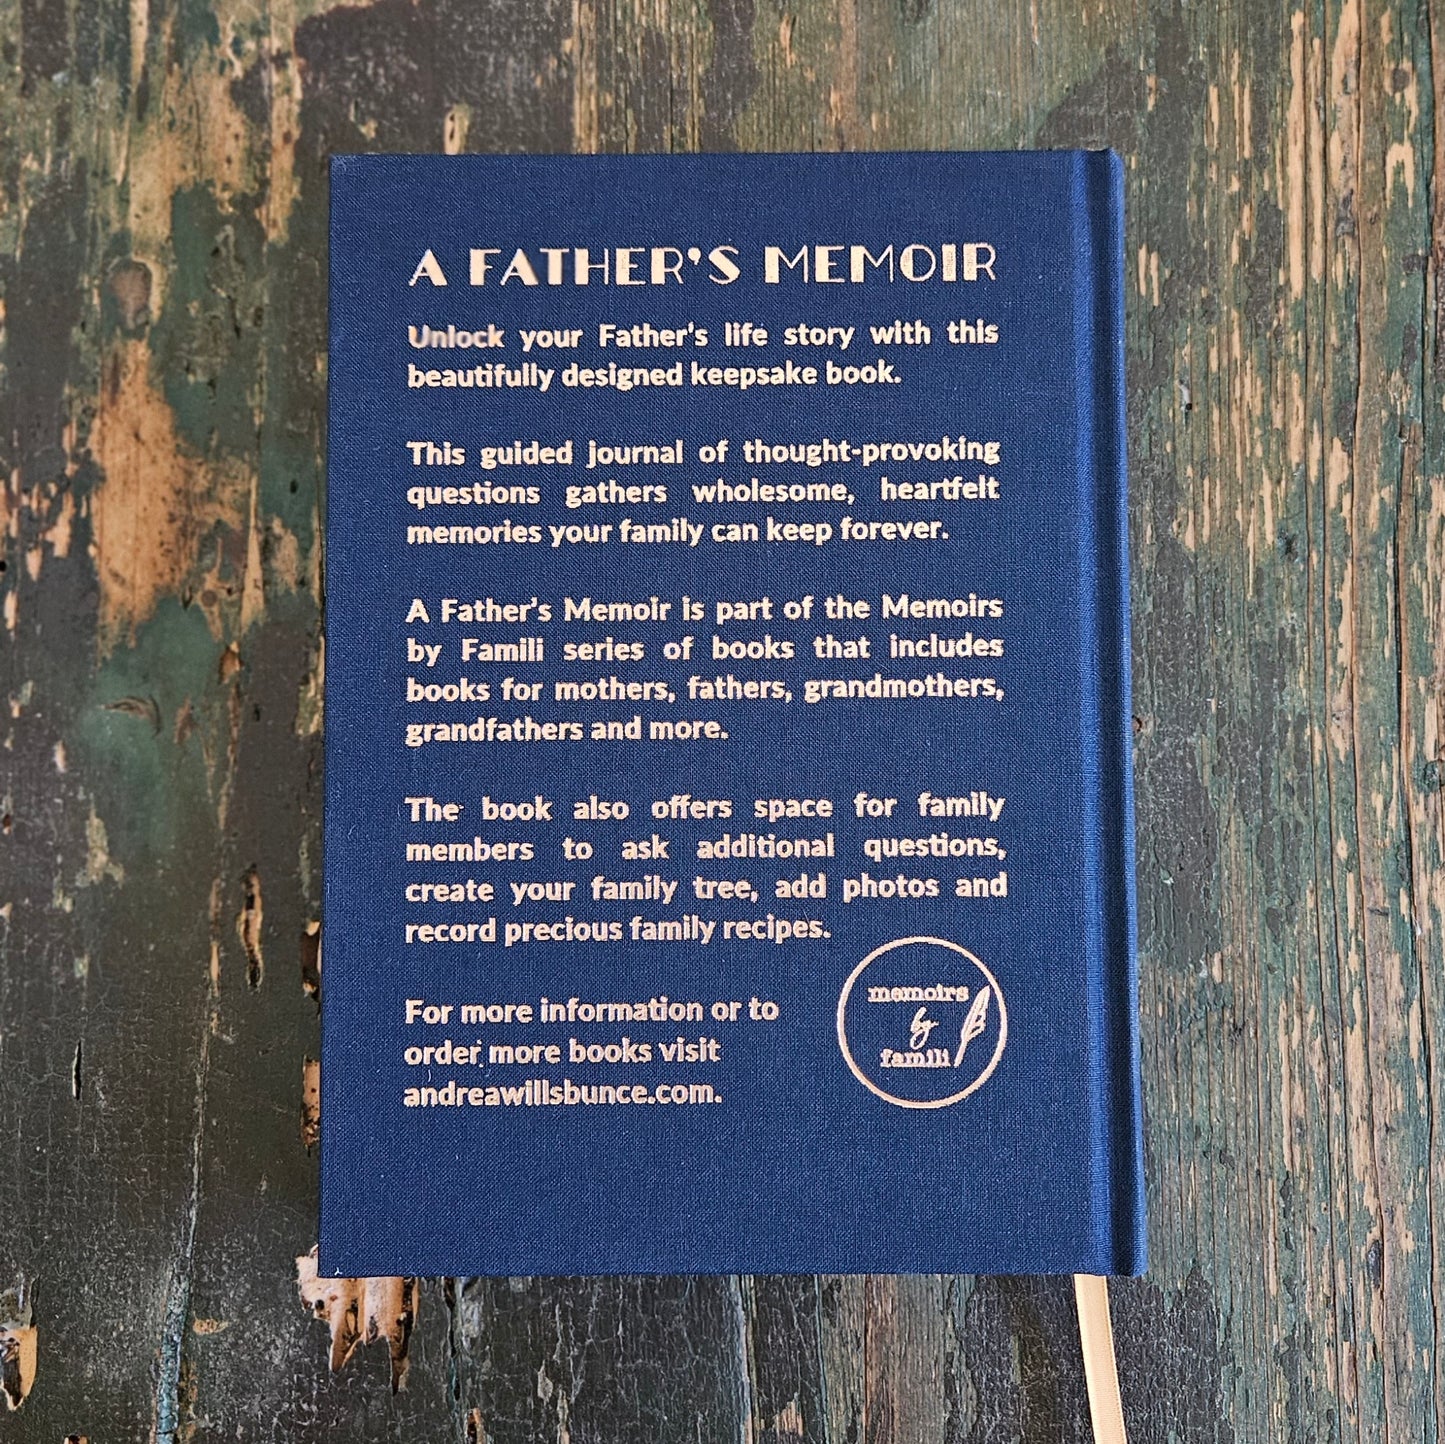 A FATHER'S MEMOIR
Unlock your Father's life story with this
beautifully designed keepsake book.
This guided journal of thought-provoking
questions gathers wholesome, heartfelt
memories your family can keep forever.
A Father's Memoir is part of the Memoirs
by Famili series of books that includes
books for mothers, fathers, grandmothers,
grandfathers and more.
The book also offers space for family
members to ask additional questions,
create your family tree, add photos and
record precious family recipes.
For more information or to
order more books visit
andreawillsbunce.com.
memoirs
by
famili